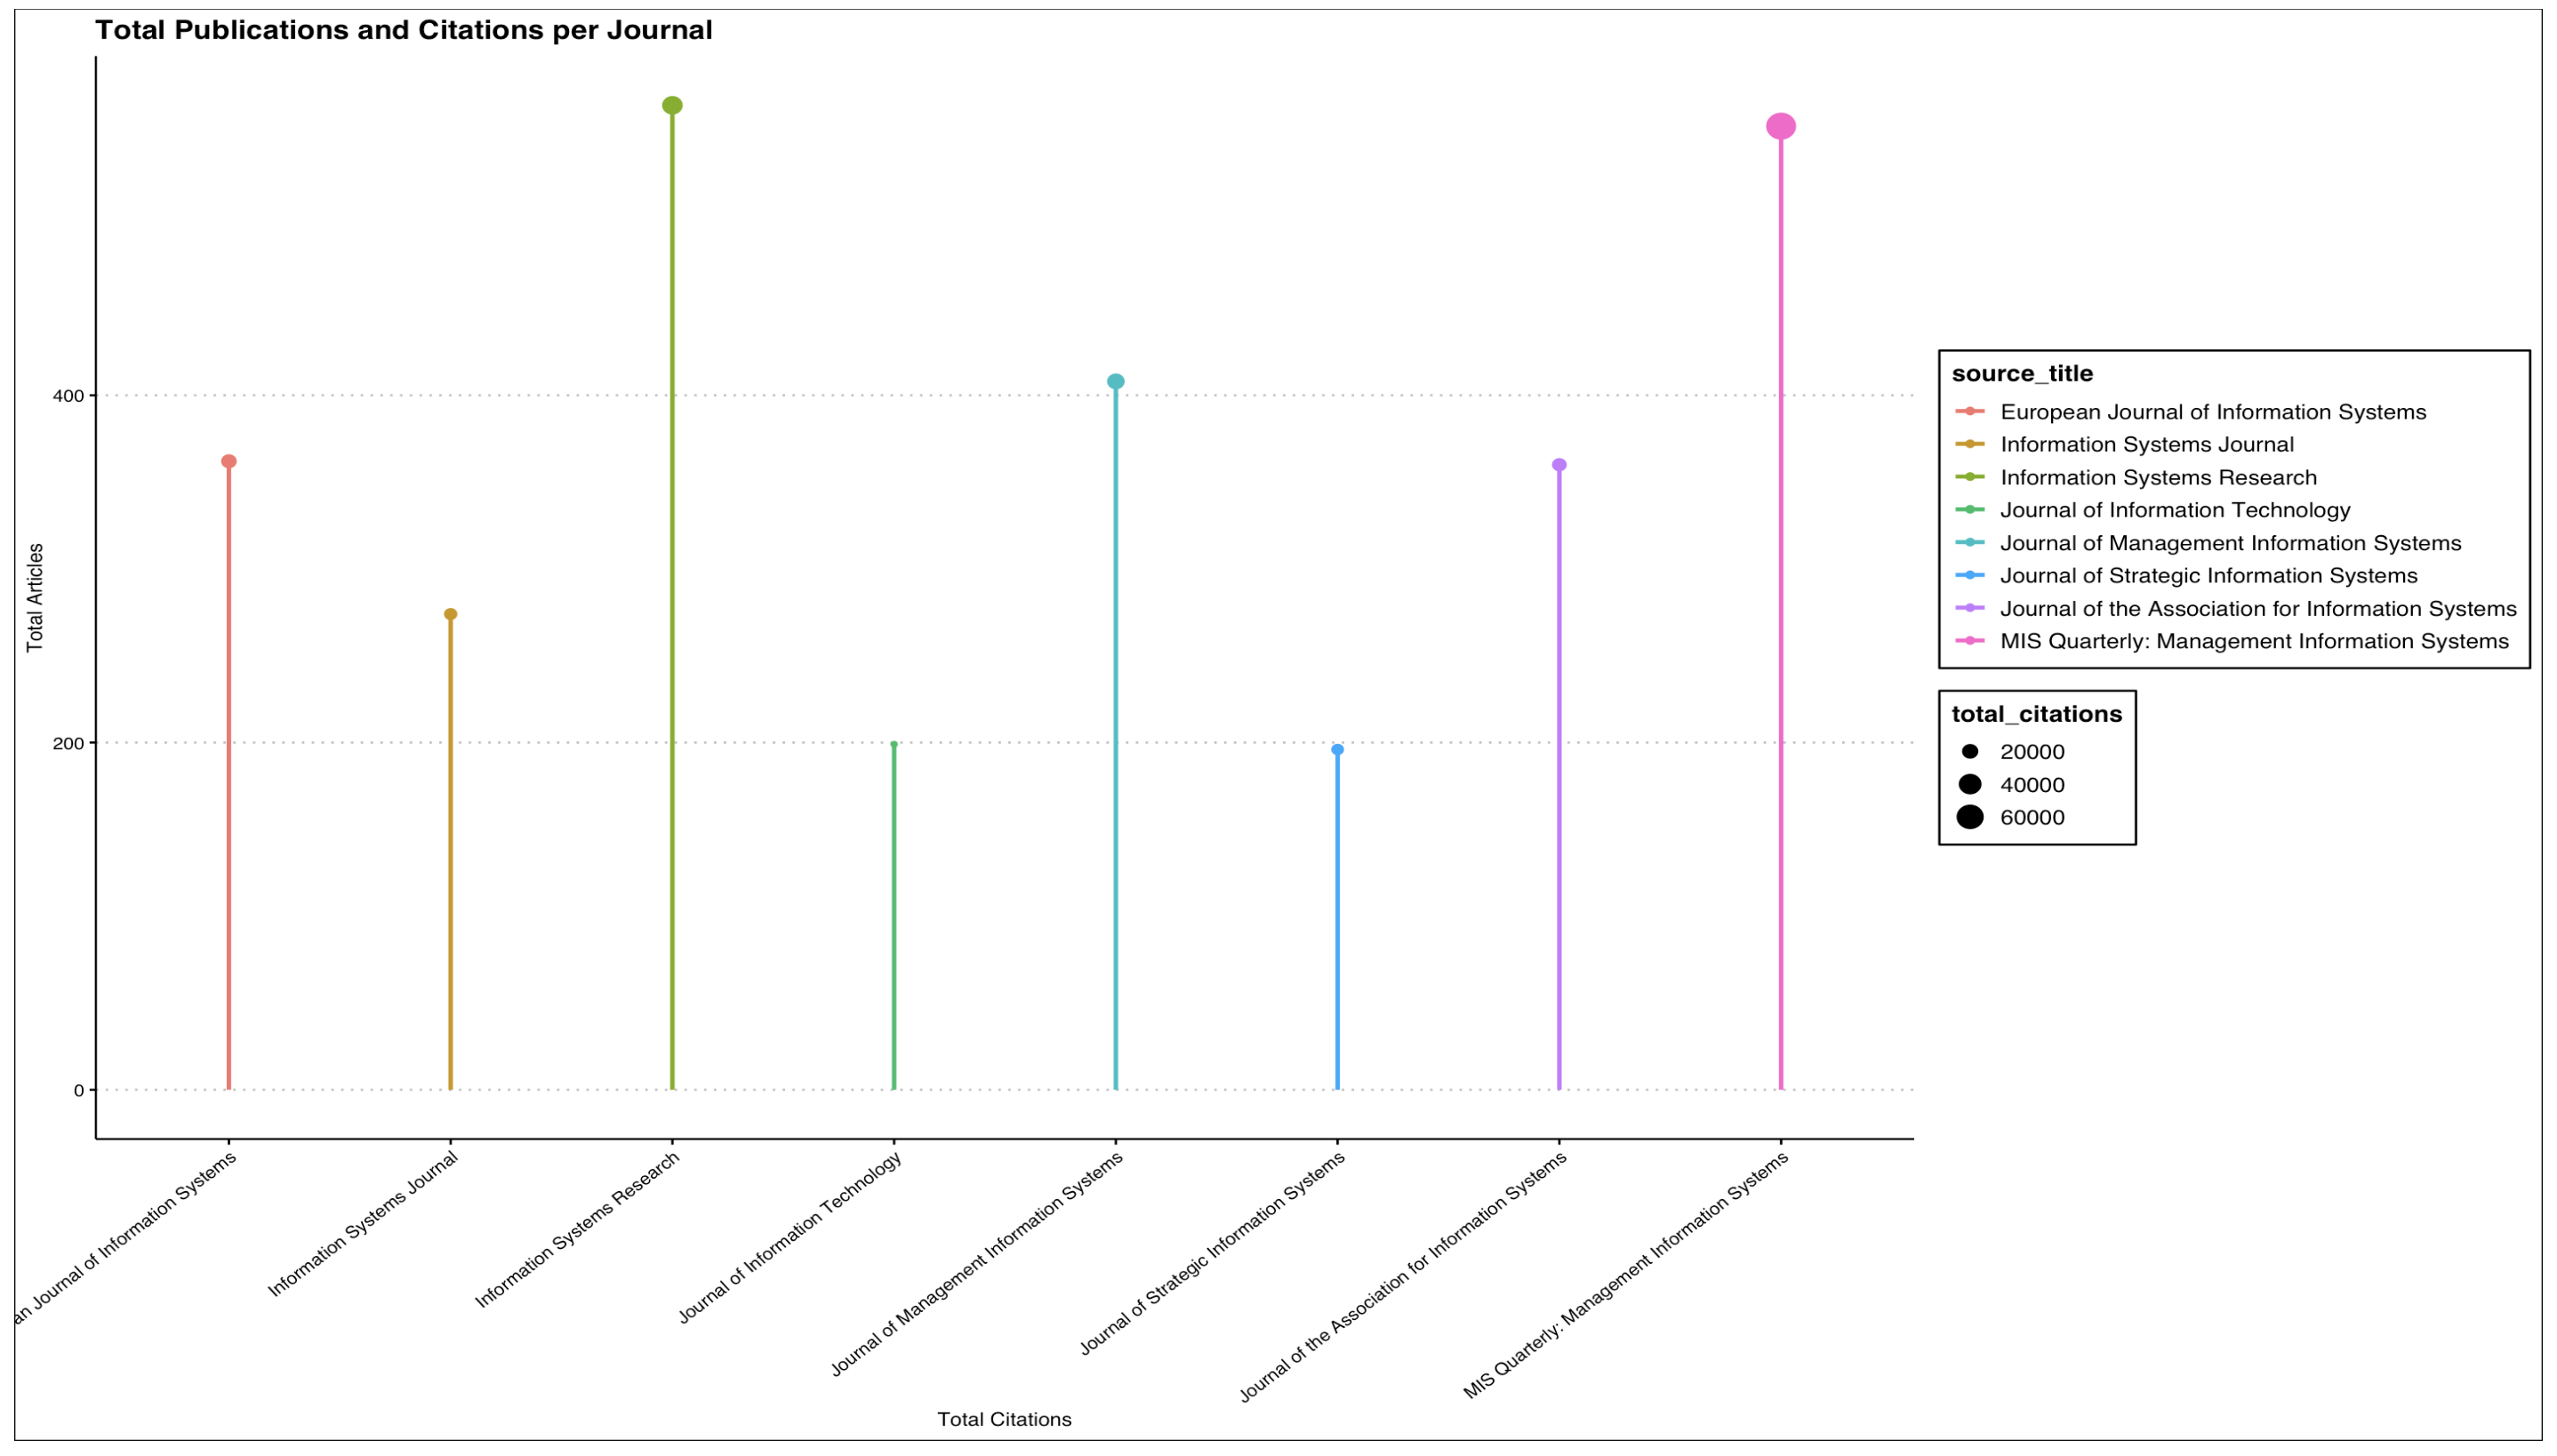 Total Publications and Citations per Journal
Total Articles
400
200
0
an Journal of Information Systems
Information Systems Journal
Information Systems Research
Journal of Information Technology
Journal of Management Information Systems
Journal of Strategic Information Systems
Journal of the Association for Information Systems
MIS Quarterly: Management Information Systems
Total Citations
source_title
European Journal of Information Systems
Information Systems Journal
Information Systems Research
Journal of Information Technology
Journal of Management Information Systems
Journal of Strategic Information Systems
Journal of the Association for Information Systems
MIS Quarterly: Management Information Systems
total_citations
20000
40000
60000